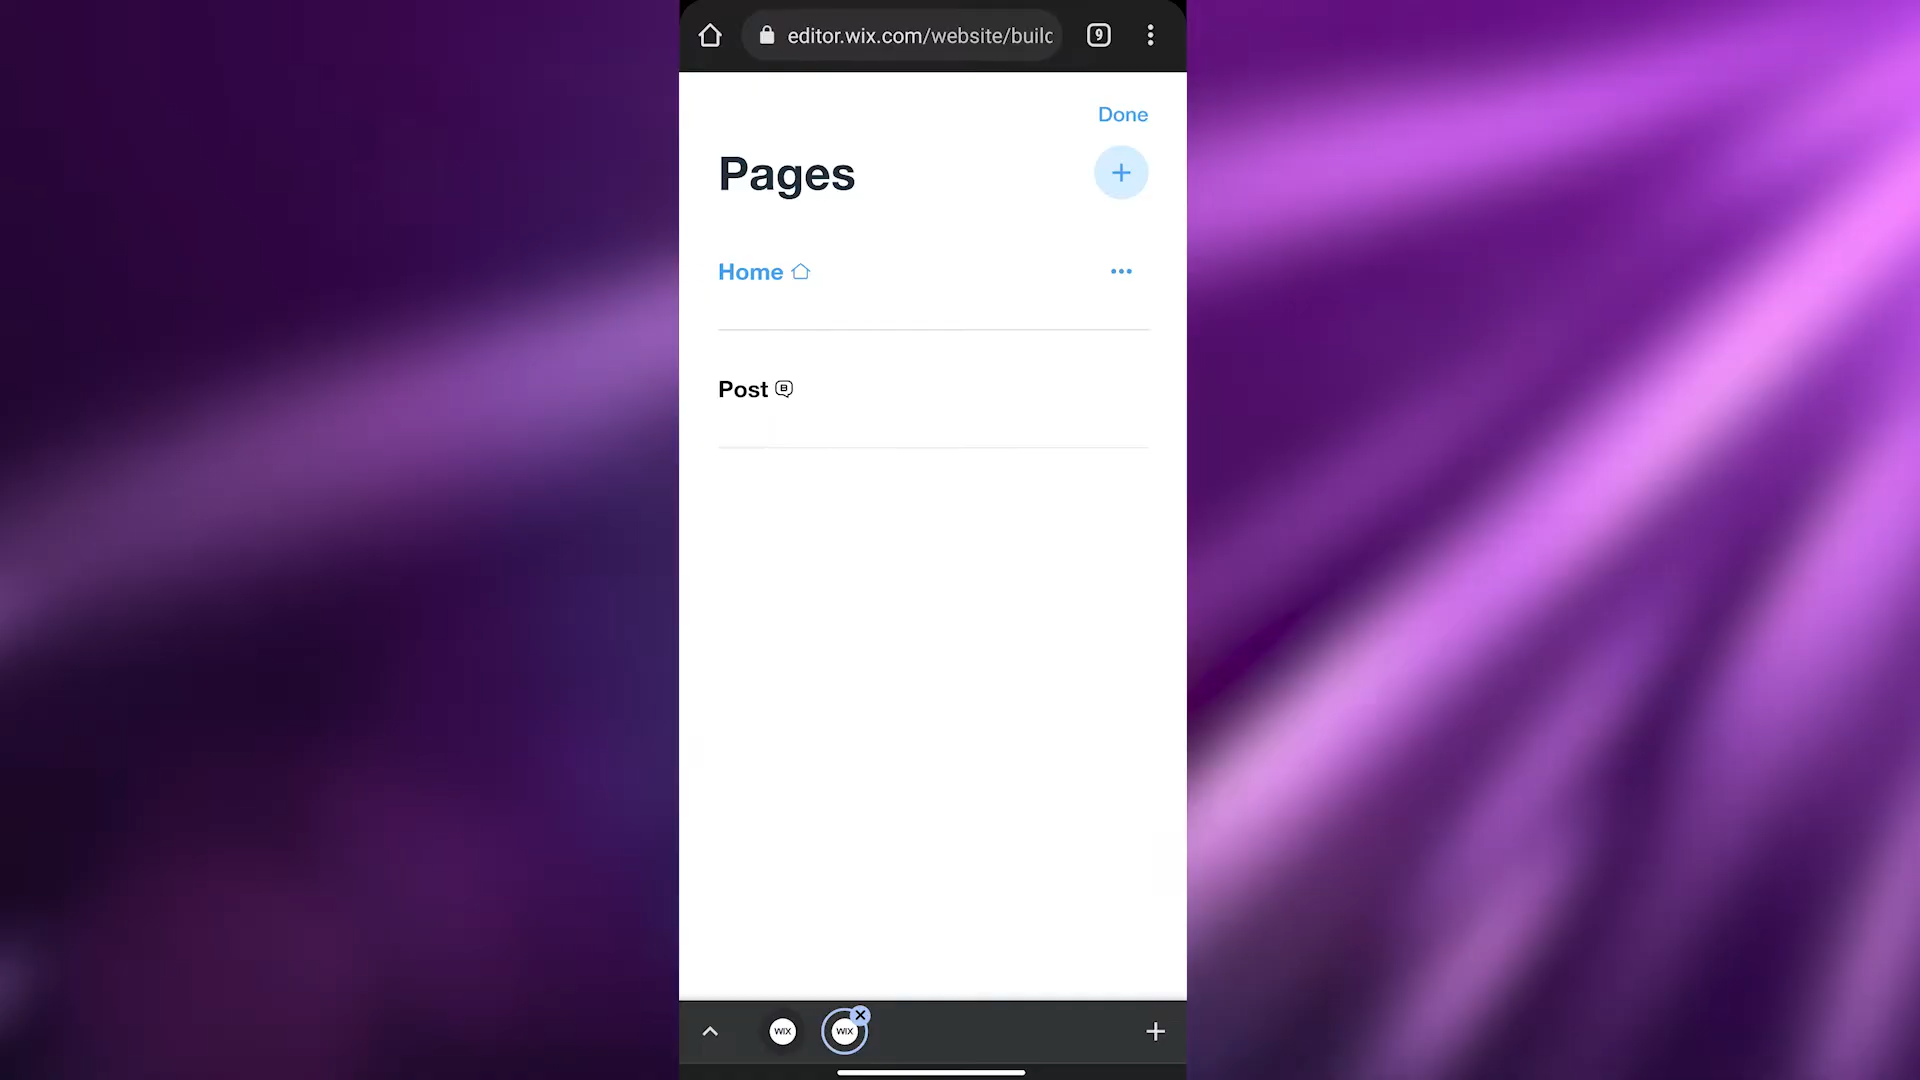 editor.wix.com/website/builc
9
Done
Pages
+
Home
Post B
WIX
WIX